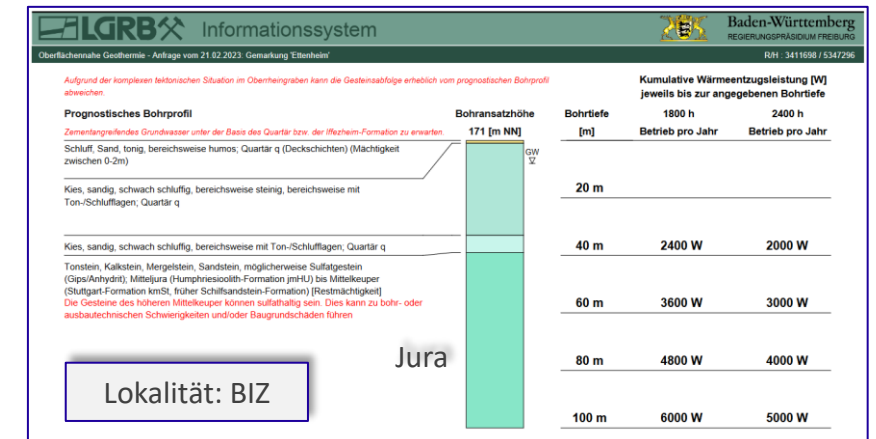 LGRB Informationssystem
Baden-Württemberg
REGIERUNGSPRÄSIDIUM FREIBURG
Oberflächennahe Geothermie - Anfrage vom 21.02.2023: Gemarkung 'Ettenheim'
R/H : 3411698 / 5347296
Aufgrund der komplexen tektonischen Situation im Oberrheingraben kann die Gesteinsabfolge erheblich vom prognostischen Bohrprofil
abweichen.
Kumulative Wärmeentzugsleistung [W]
jeweils bis zur angegebenen Bohrtiefe
Prognostisches Bohrprofil
Bohransatzhöhe
Bohrtiefe
1800 h
2400 h
Zementangreifendes Grundwasser unter der Basis des Quartär bzw. der Iffezheim-Formation zu erwarten.
171 [m NN]
[m]
Betrieb pro Jahr
Betrieb pro Jahr
Schluff, Sand, tonig, bereichsweise humos; Quartär q (Deckschichten) (Mächtigkeit
zwischen 0-2m)
GW
Kies, sandig, schwach schluffig, bereichsweise steinig, bereichsweise mit
Ton-/Schlufflagen; Quartär q
20 m
Kies, sandig, schwach schluffig, bereichsweise mit Ton-/Schlufflagen; Quartär q
40 m 2400 W 2000 W
Tonstein, Kalkstein, Mergelstein, Sandstein, möglicherweise Sulfatgestein
(Gips/Anhydrit); Mitteljura (Humphriesioolith-Formation jmHU) bis Mittelkeuper
(Stuttgart-Formation kmSt, früher Schilfsandstein-Formation) [Restmächtigkeit]
Die Gesteine des höheren Mittelkeuper können sulfathaltig sein. Dies kann zu bohr- oder
ausbautechnischen Schwierigkeiten und/oder Baugrundschäden führen
60 m 3600 W 3000 W
Jura
80 m 4800 W 4000 W
Lokalität: BIZ
100 m 6000 W 5000 W